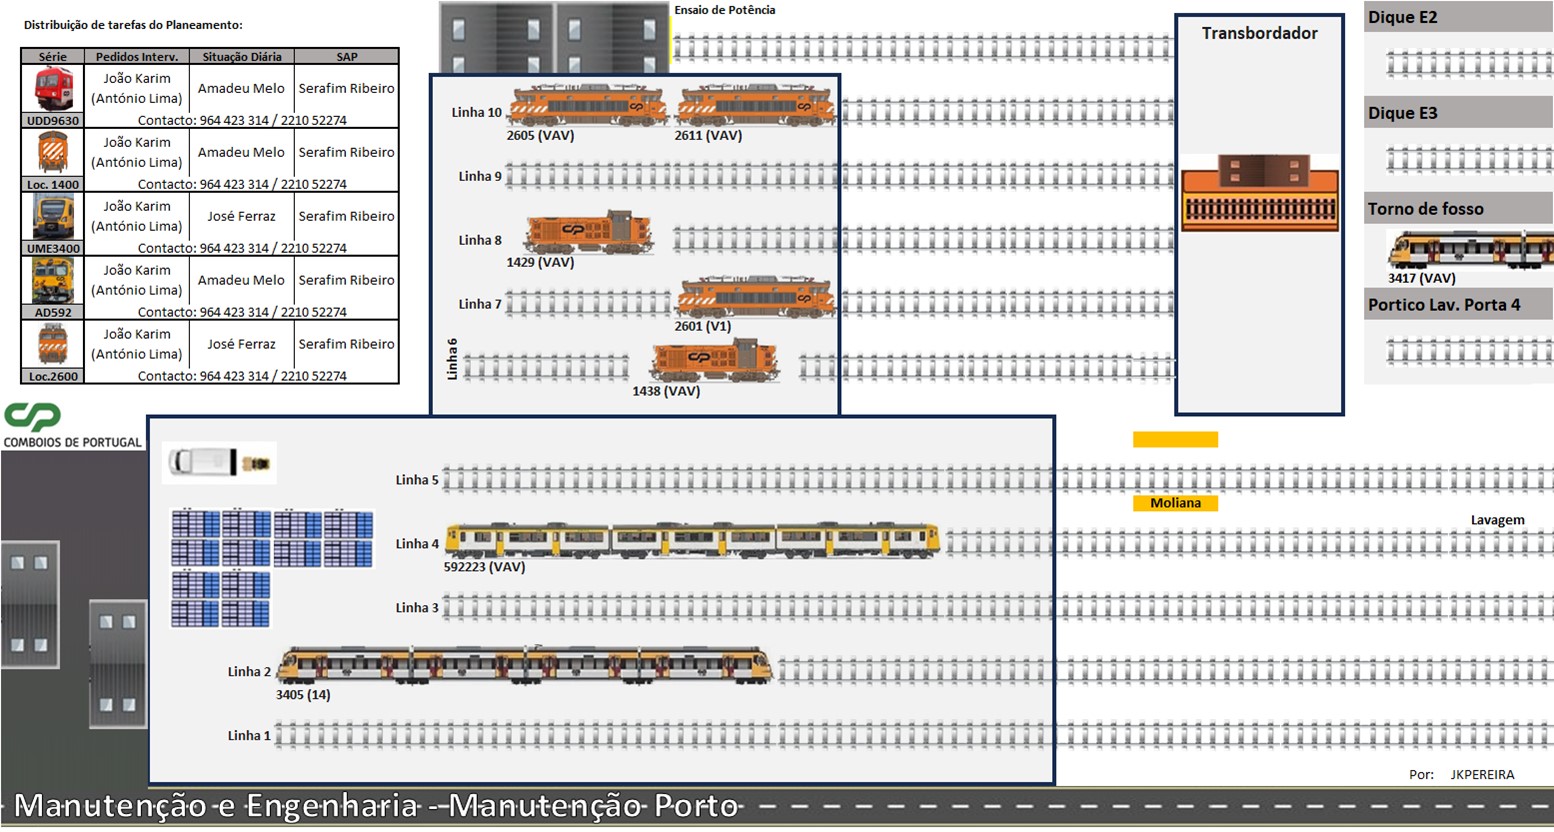 Distribuição de tarefas do Planeamento:
Série Pedidos Interv. Situação Diária SAP
João Karim
(António Lima) Amadeu Melo Serafim Ribeiro
UDD9630 Contacto: 964 423 314 / 2210 52274
João Karim
(António Lima) Amadeu Melo Serafim Ribeiro
Loc. 1400 Contacto: 964 423 314 / 2210 52274
João Karim
(António Lima) José Ferraz Serafim Ribeiro
UME3400 Contacto: 964 423 314 / 2210 52274
João Karim
(António Lima) Amadeu Melo Serafim Ribeiro
AD592 Contacto: 964 423 314 / 2210 52274
João Karim
(António Lima) José Ferraz Serafim Ribeiro
Loc.2600 Contacto: 964 423 314 / 2210 52274
CP
COMBOIOS DE PORTUGAL
Ensaio de Potência
Linha 10
2605 (VAV) 2611 (VAV)
Linha 9
Linha 8
1429 (VAV)
Linha 7
2601 (V1)
Linha 6
1438 (VAV)
Transbordador
Dique E2
Dique E3
Torno de fosso
3417 (VAV)
Portico Lav. Porta 4
Linha 5
Moliana
Lavagem
Linha 4
592223 (VAV)
Linha 3
Linha 2
3405 (14)
Linha 1
Por: JKPEREIRA
Manutenção e Engenharia - Manutenção Porto